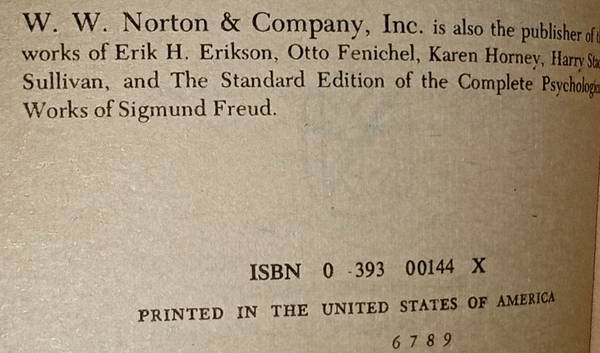 W. W. Norton & Company, Inc. is also the publisher of
works of Erik H. Erikson, Otto Fenichel, Karen Horney, Harry
Sullivan, and The Standard Edition of the Complete
Works of Sigmund Freud.
ISBN 0 -393 00144 X
PRINTED IN THE UNITED STATES OF AMERICA
6 7 8 9